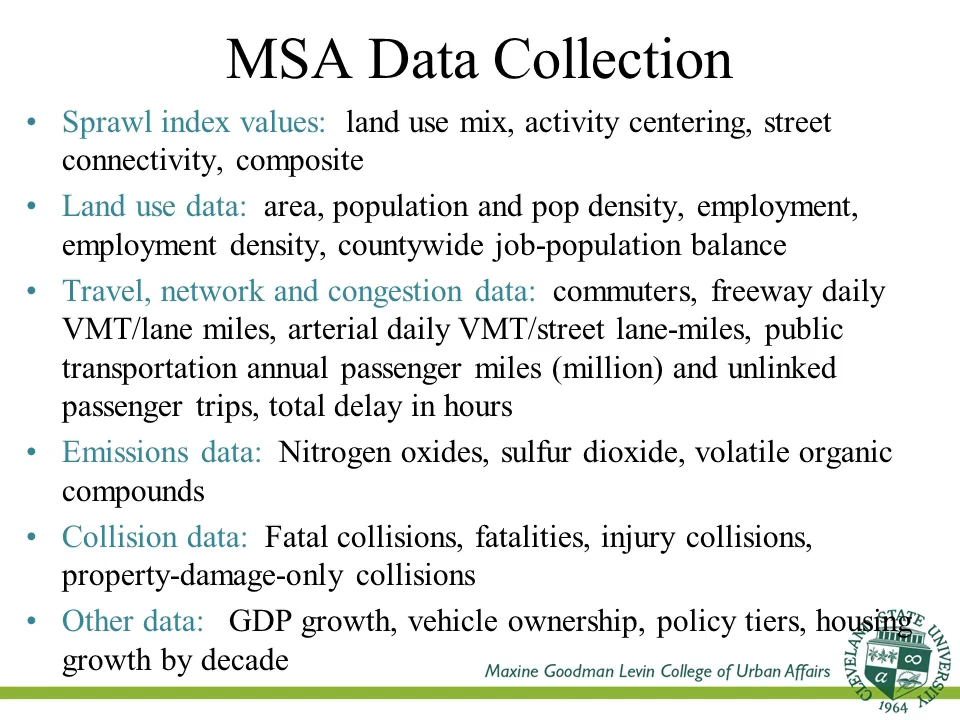 MSA Data Collection
• Sprawl index values: land use mix, activity centering, street
connectivity, composite
• Land use data: area, population and pop density, employment,
employment density, countywide job-population balance
• Travel, network and congestion data: commuters, freeway daily
VMT/lane miles, arterial daily VMT/street lane-miles, public
transportation annual passenger miles (million) and unlinked
passenger trips, total delay in hours
• Emissions data: Nitrogen oxides, sulfur dioxide, volatile organic
compounds
• Collision data: Fatal collisions, fatalities, injury collisions,
property-damage-only collisions
• Other data: GDP growth, vehicle ownership, policy tiers, housing
growth by decade
Maxine Goodman Levin College of Urban Affairs
CLEVELAND STATE UNIVERSITY
1964